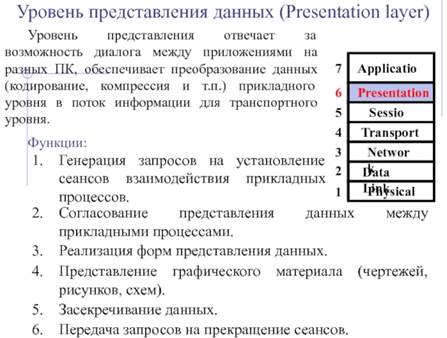 Уровень представления данных (Presentation layer)
Уровень представления отвечает за
возможность диалога между приложениями на
разных ПК, обеспечивает преобразование данных
(кодирование, компрессия и т.п.) прикладного
уровня в поток информации для транспортного
уровня.
Функции:
1. Генерация запросов на установление
сеансов взаимодействия прикладных
процессов.
2. Согласование представления данных между
прикладными процессами.
3. Реализация форм представления данных.
4. Представление графического материала (чертежей,
рисунков, схем).
5. Засекречивание данных.
6. Передача запросов на прекращение сеансов.
7 Applicatio
6 Presentation
5 Sessio
4 Transport
3 Networ
k
2 Data
Link
1 Physical